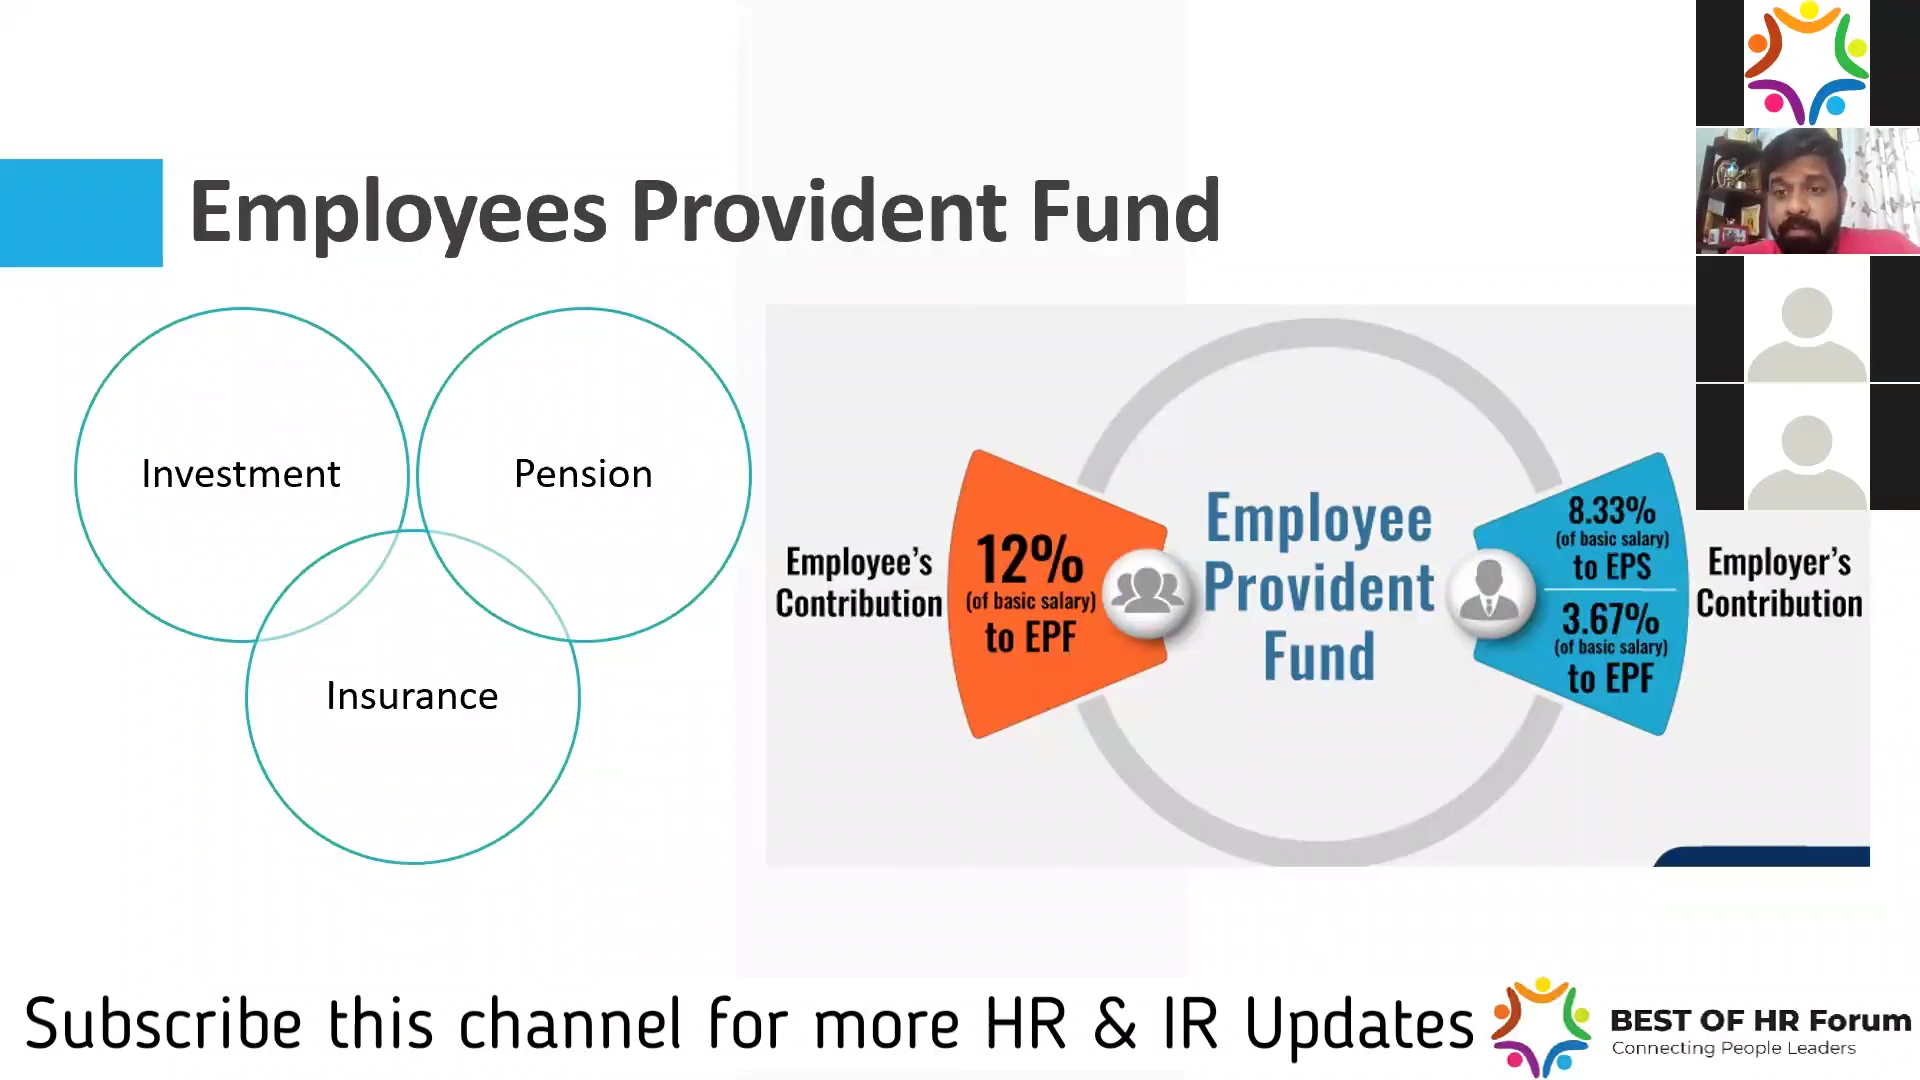 Employees Provident Fund
Investment
Pension
Insurance
Employee’s
Contribution
12%
(of basic salary)
to EPF
Employee
Provident
Fund
8.33%
(of basic salary)
to EPS
3.67%
(of basic salary)
to EPF
Employer’s
Contribution
Subscribe this channel for more HR & IR Updates
BEST OF HR Forum
Connecting People Leaders